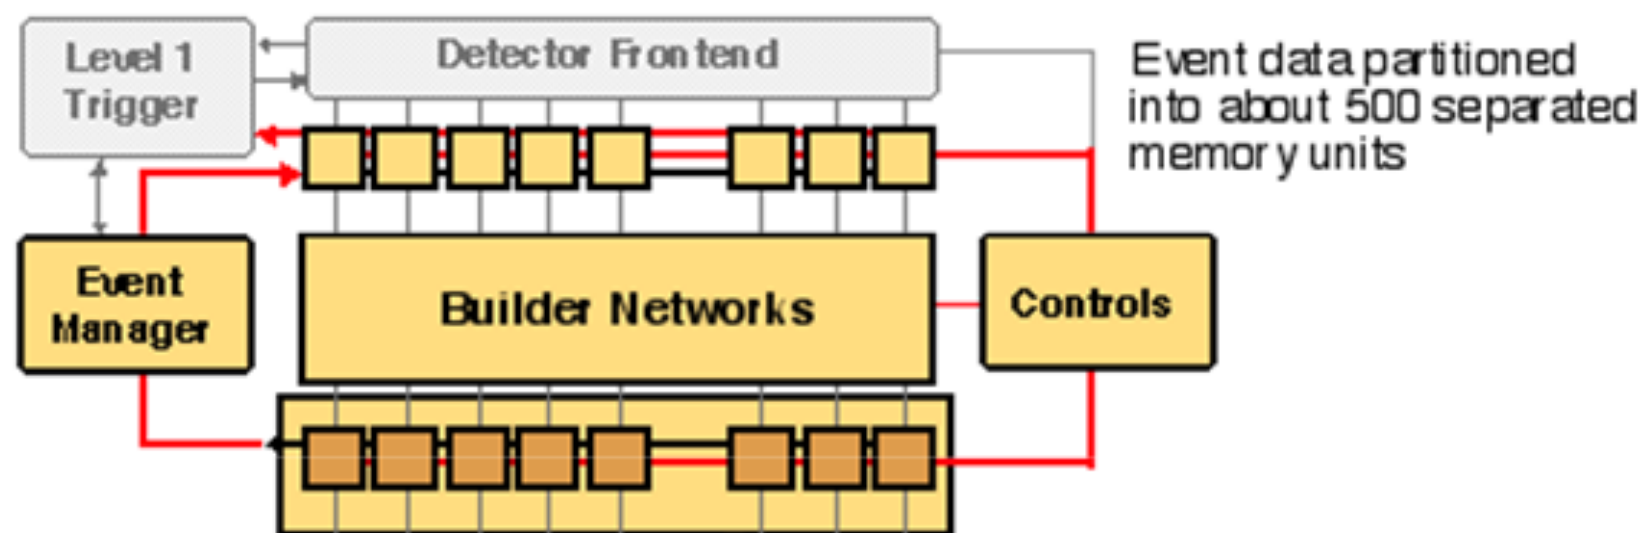 Level 1
Trigger
Detector Frontend
Event data partitioned
into about 500 separated
memory units
Event
Manager
Builder Networks
Controls